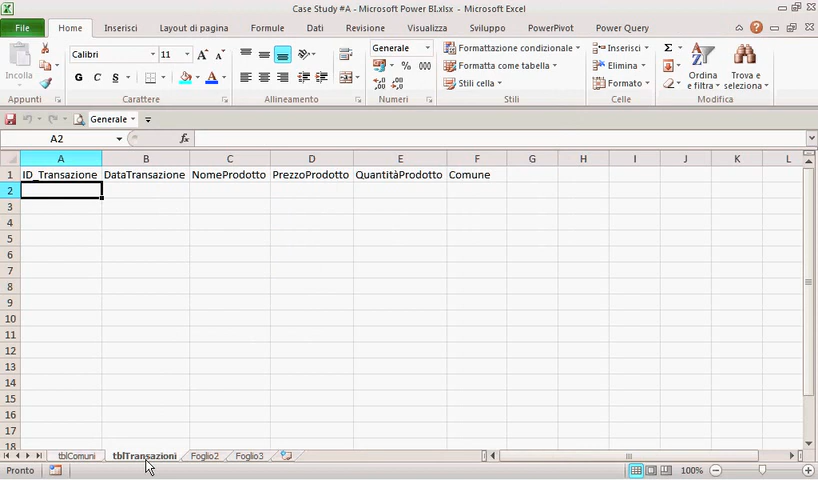 Case Study #A - Microsoft Power BI.xlsx - Microsoft Excel
File Home Inserisci Layout di pagina Formule Dati Revisione Visualizza Sviluppo PowerPivot Power Query
Incolla
Calibri 11
G C S
Generale
% 000
Formattazione condizionale
Formatta come tabella
Stili cella
Inserisci
Elimina
Formato
Σ
Ordina e filtra
Trova e seleziona
Appunti Carattere Allineamento Numeri Stili Celle Modifica
Generale
A2 fx
A B C D E F G H I J K L
1 ID_Transazione DataTransazione NomeProdotto PrezzoProdotto QuantitàProdotto Comune
2
3
4
5
6
7
8
9
10
11
12
13
14
15
16
17
18
tblComuni tblTransazioni Foglio2 Foglio3
Pronto 100%